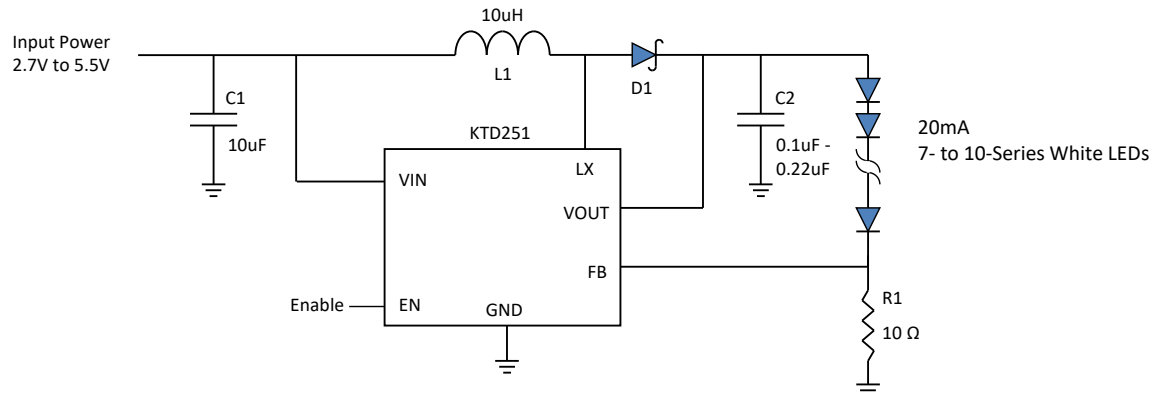 10uH
Input Power
2.7V to 5.5V
L1
D1
C1
10uF
C2
0.1uF -
0.22uF
20mA
7- to 10-Series White LEDs
KTD251
VIN
LX
VOUT
FB
Enable
EN
GND
R1
10 Ω